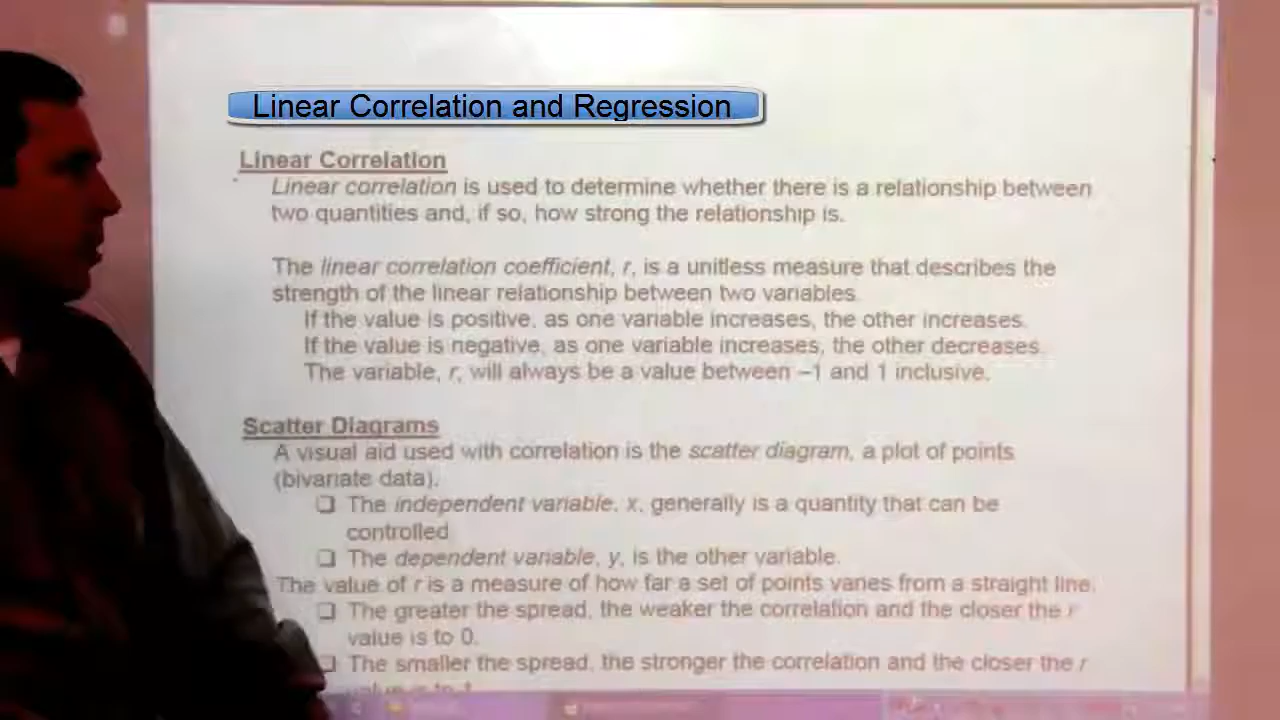 Linear Correlation and Regression
Linear Correlation
Linear correlation is used to determine whether there is a relationship between
two quantities and, if so, how strong the relationship is.
The linear correlation coefficient, r, is a unitless measure that describes the
strength of the linear relationship between two variables.
If the value is positive, as one variable increases, the other increases.
If the value is negative, as one variable increases, the other decreases.
The variable, r, will always be a value between –1 and 1 inclusive.
Scatter Diagrams
A visual aid used with correlation is the scatter diagram, a plot of points
(bivariate data).
❑ The independent variable, x, generally is a quantity that can be
controlled
❑ The dependent variable, y, is the other variable.
The value of r is a measure of how far a set of points varies from a straight line.
❑ The greater the spread, the weaker the correlation and the closer the r
value is to 0.
❑ The smaller the spread, the stronger the correlation and the closer the r
value is to 1